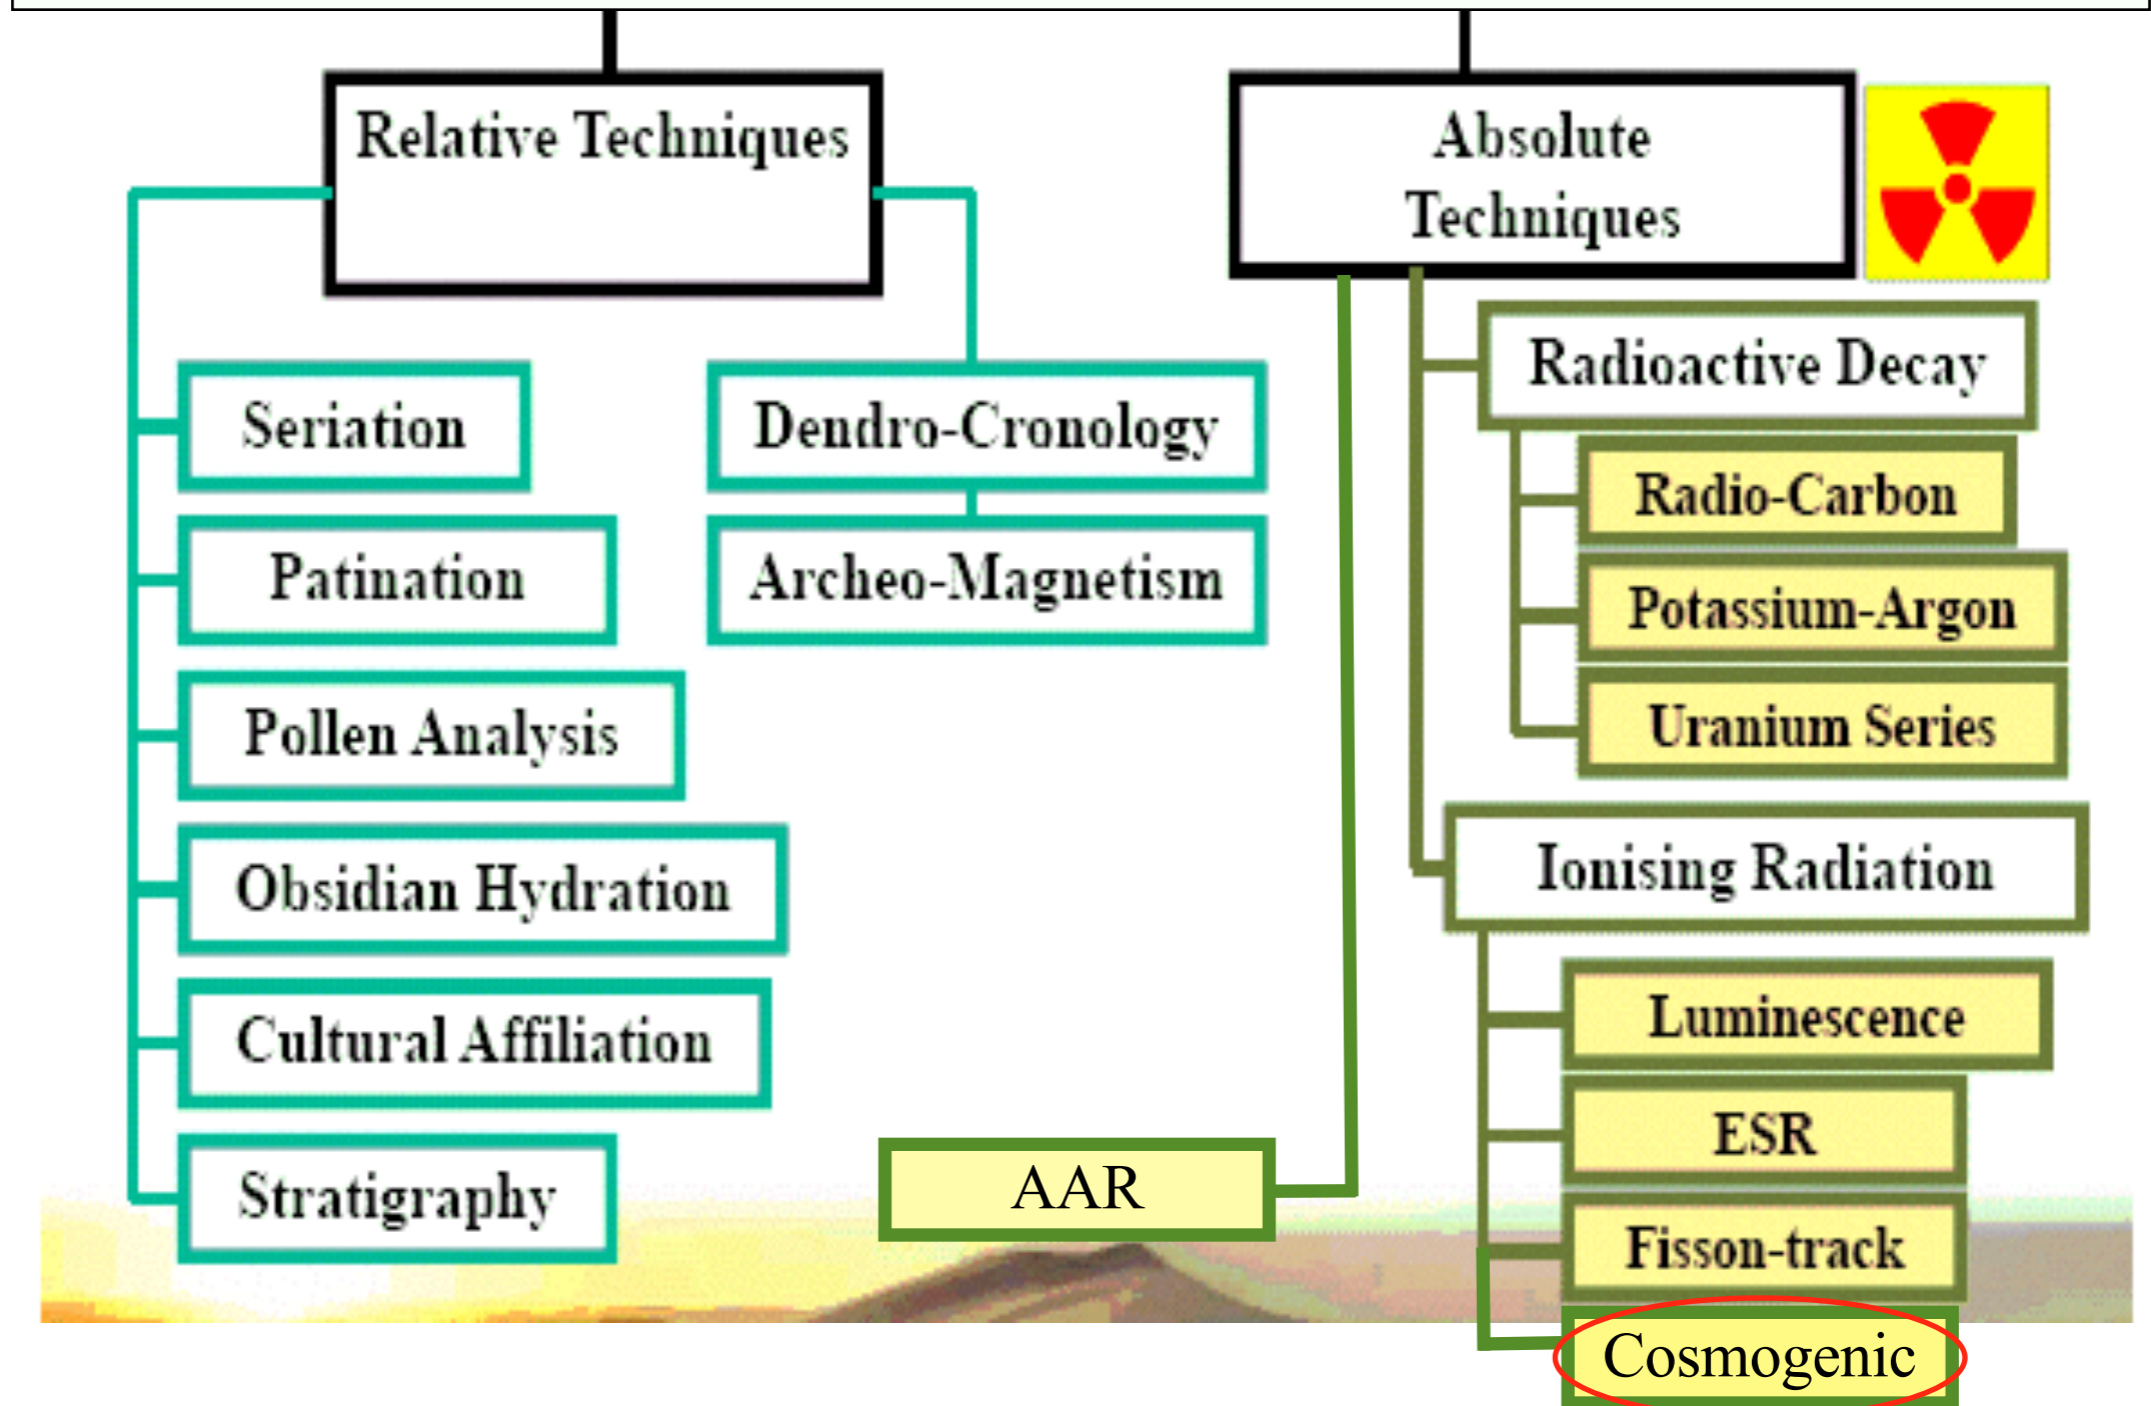 Relative Techniques
Seriation
Patination
Pollen Analysis
Obsidian Hydration
Cultural Affiliation
Stratigraphy
Dendro-Cronology
Archeo-Magnetism
Absolute
Techniques
AAR
Radioactive Decay
Radio-Carbon
Potassium-Argon
Uranium Series
Ionising Radiation
Luminescence
ESR
Fisson-track
Cosmogenic